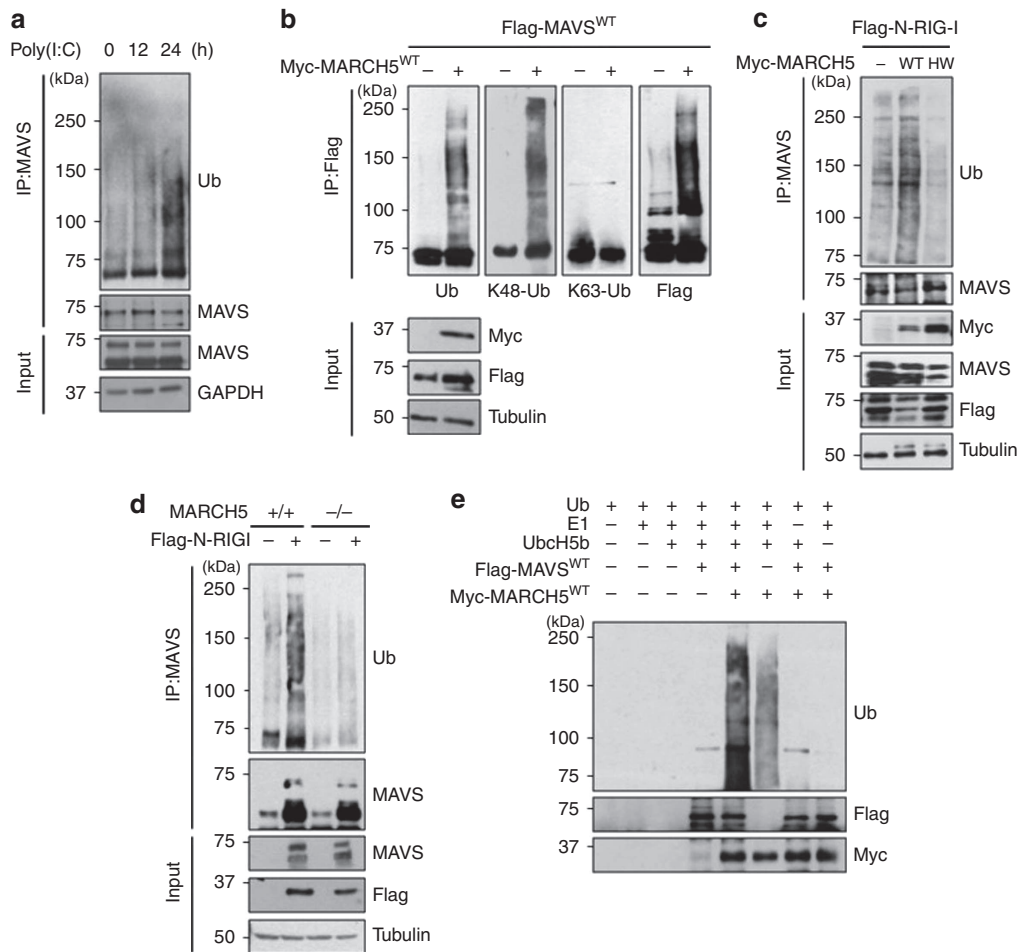 a
Poly(I:C) 0 12 24 (h)
(kDa)
250
150
100
75
IP:MAVS
Ub
75
MAVS
Input
75
MAVS
37
GAPDH
b
Flag-MAVSWT
Myc-MARCH5WT – + – + – + – +
(kDa)
250
150
100
75
IP:Flag
Ub K48-Ub K63-Ub Flag
Input
37
Myc
75
Flag
50
Tubulin
c
Flag-N-RIG-I
Myc-MARCH5 – WT HW
(kDa)
250
150
100
75
IP:MAVS
Ub
75
MAVS
Input
37
Myc
75
MAVS
75
Flag
50
Tubulin
d
MARCH5 +/+ –/–
Flag-N-RIGI – + – +
(kDa)
250
150
100
75
IP:MAVS
Ub
75
MAVS
Input
75
MAVS
37
Flag
50
Tubulin
e
Ub + + + + + + + +
E1 – + + + + + – +
UbcH5b – – + + + + + –
Flag-MAVSWT – – – + + – + +
Myc-MARCH5WT – – – – + + + +
(kDa)
250
150
100
75
Ub
75
Flag
37
Myc